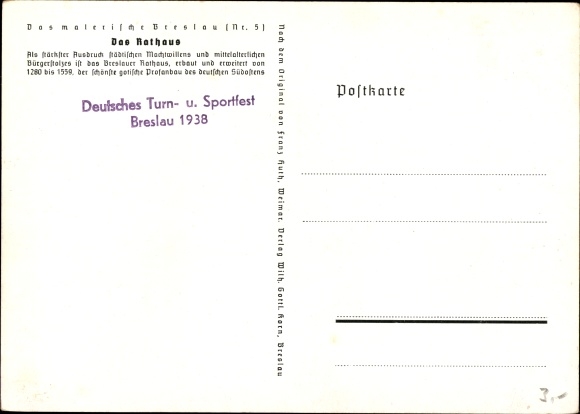 Das malerische Breslau (Nr. 5)
Das Rathaus
Als stärkster Ausdruck städtischen Machtwillens und mittelalterlichen
Bürgerstolzes ist das Breslauer Rathaus, erbaut und erweitert von
1280 bis 1559, der schönste gotische Profanbau des deutschen Südostens
Deutsches Turn- u. Sportfest
Breslau 1938
Nach dem Original von Franz Huth, Weimar. Verlag Wilh. Gottl. Korn, Breslau
Postkarte
3,-